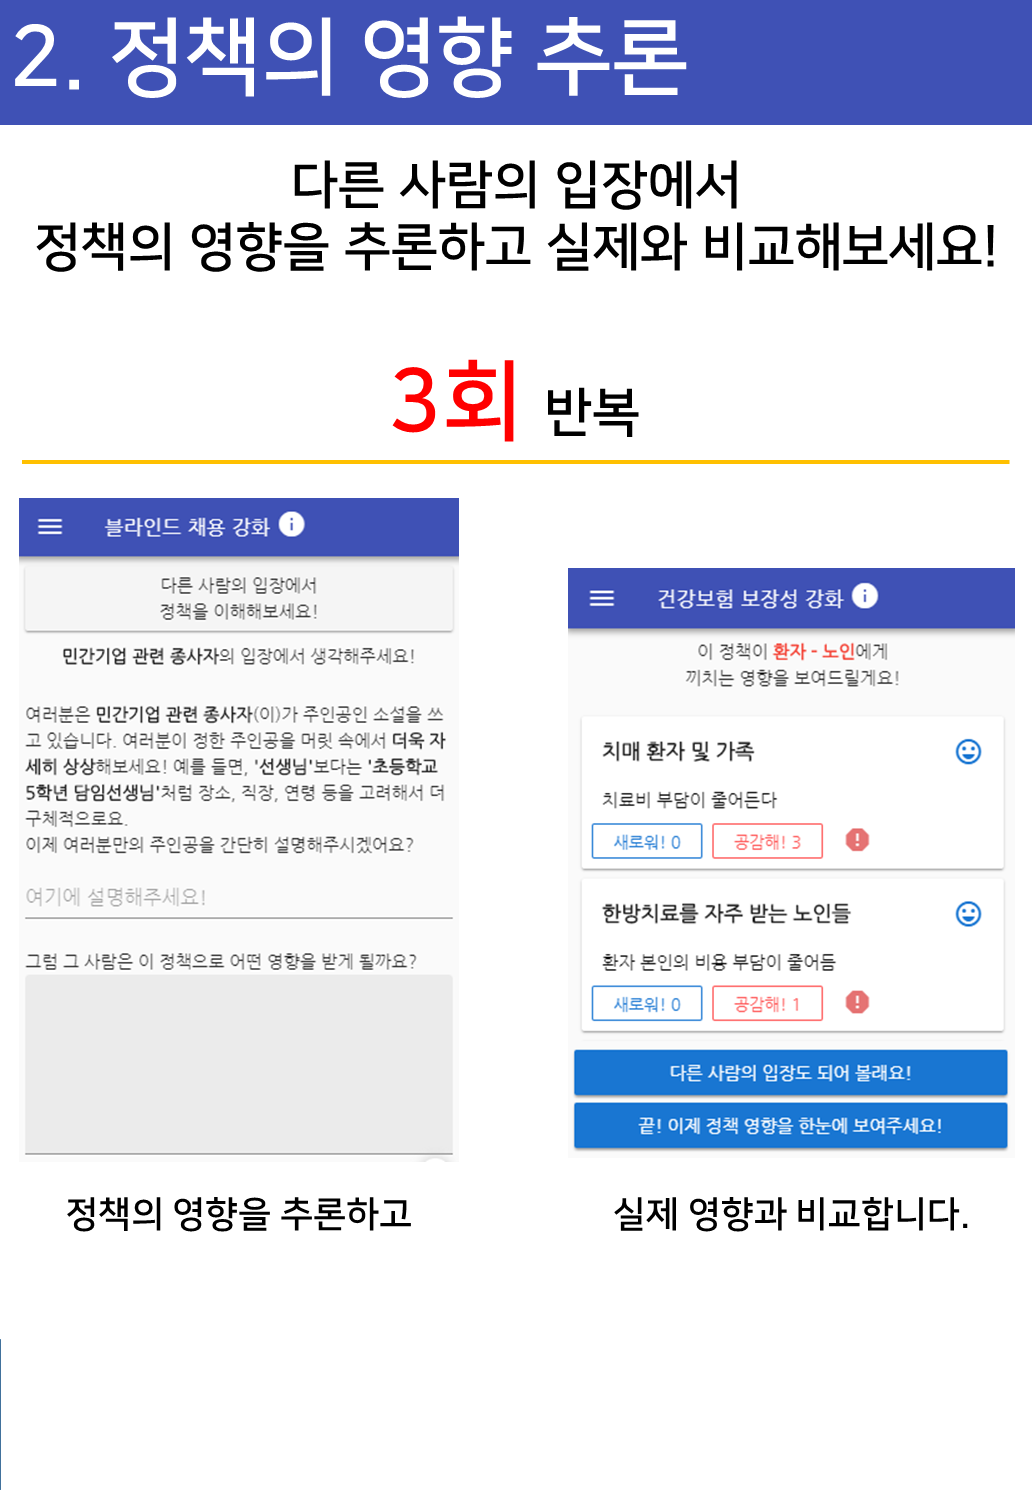 2. 정책의 영향 추론
다른 사람의 입장에서
정책의 영향을 추론하고 실제와 비교해보세요!
3회 반복
블라인드 채용 강화
다른 사람의 입장에서
정책을 이해해보세요!
민간기업 관련 종사자의 입장에서 생각해주세요!
여러분은 민간기업 관련 종사자(이)가 주인공인 소설을 쓰
고 있습니다. 여러분이 정한 주인공을 머릿 속에서 더욱 자
세히 상상해보세요! 예를 들면, '선생님'보다는 '초등학교
5학년 담임선생님'처럼 장소, 직장, 연령 등을 고려해서 더
구체적으로요.
이제 여러분만의 주인공을 간단히 설명해주시겠어요?
여기에 설명해주세요!
그럼 그 사람은 이 정책으로 어떤 영향을 받게 될까요?
정책의 영향을 추론하고
건강보험 보장성 강화
이 정책이 환자 - 노인에게
끼치는 영향을 보여드릴게요!
치매 환자 및 가족
치료비 부담이 줄어든다
새로워! 0 공감해! 3
한방치료를 자주 받는 노인들
환자 본인의 비용 부담이 줄어듬
새로워! 0 공감해! 1
다른 사람의 입장도 되어 볼래요!
끝! 이제 정책 영향을 한눈에 보여주세요!
실제 영향과 비교합니다.